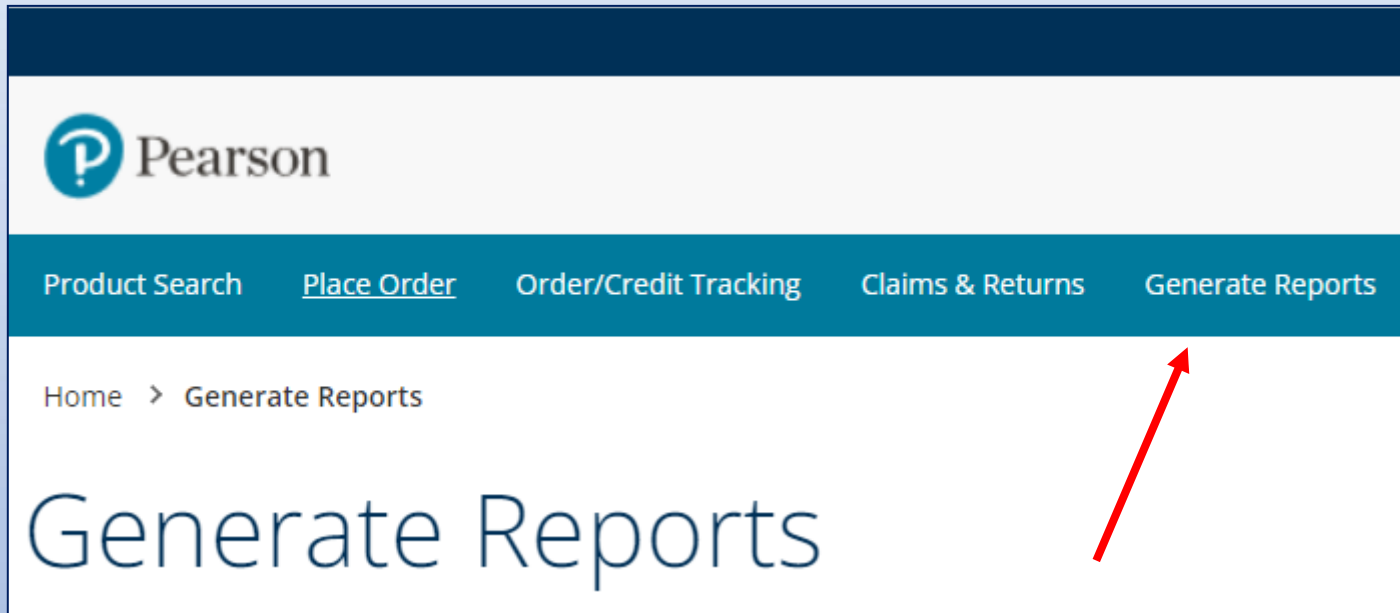 Pearson
Product Search Place Order Order/Credit Tracking Claims & Returns Generate Reports
Home > Generate Reports
Generate Reports